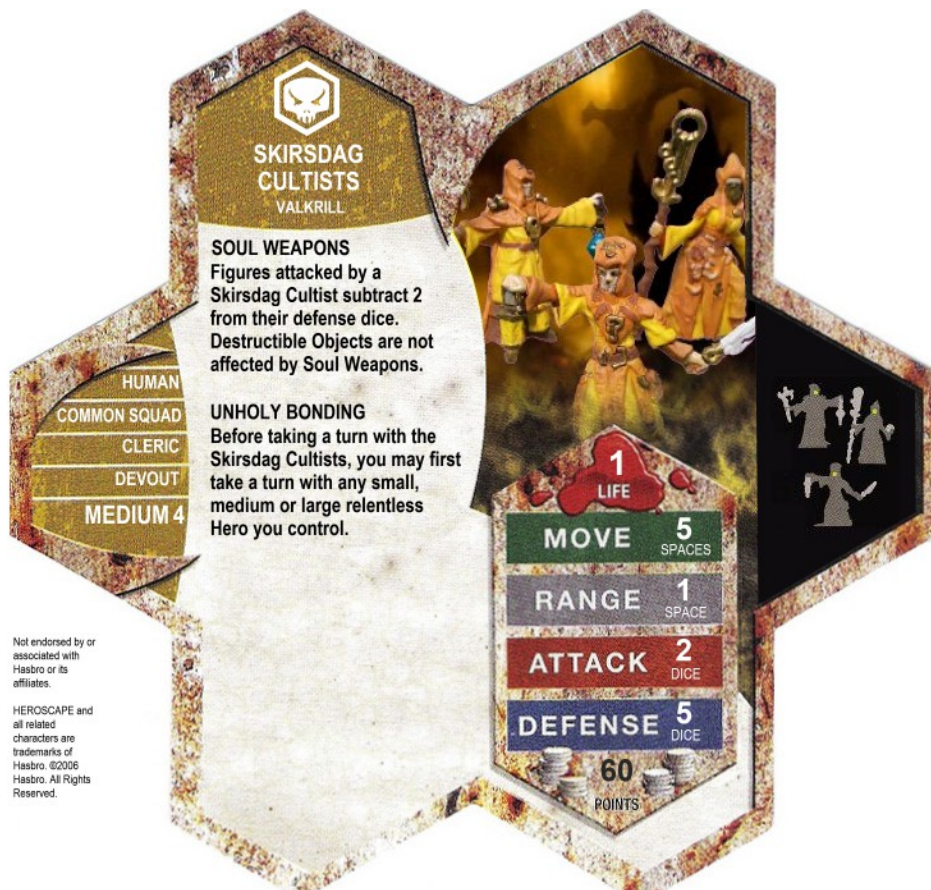 SKIRSDAG
CULTISTS
VALKRILL
SOUL WEAPONS
Figures attacked by a
Skirsdag Cultist subtract 2
from their defense dice.
Destructible Objects are not
affected by Soul Weapons.
UNHOLY BONDING
Before taking a turn with the
Skirsdag Cultists, you may first
take a turn with any small,
medium or large relentless
Hero you control.
HUMAN
COMMON SQUAD
CLERIC
DEVOUT
MEDIUM 4
1
LIFE
MOVE 5
SPACES
RANGE 1
SPACE
ATTACK 2
DICE
DEFENSE 5
DICE
60
POINTS
Not endorsed by or
associated with
Hasbro or its
affiliates.
HEROSCAPE and
all related
characters are
trademarks of
Hasbro. ©2006
Hasbro. All Rights
Reserved.